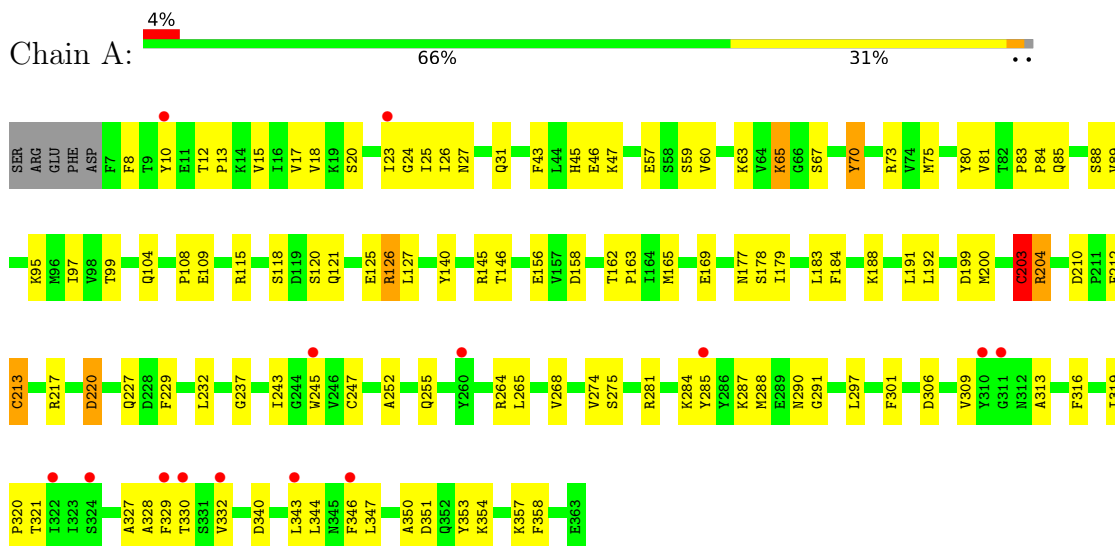 4%
Chain A:
66% 31% • •
SER ARG GLU PHE ASP F7 F8 T9 Y10 E11 T12 P13 K14 V15 I16 V17 V18 K19 S20 I23 G24 I25 I26 N27 Q31 F43 L44 H45 E46 K47 E57 S58 S59 V60 K63 V64 K65 G66 S67 Y70 R73 V74 M75 Y80 V81 T82 P83 P84 Q85 S88 V89
K95 M96 I97 V98 T99 Q104 P108 E109 R115 S118 D119 S120 Q121 E125 R126 L127 Y140 R145 T146 E156 V157 D158 T162 P163 I164 M165 E169 N177 S178 I179 L183 F184 K188 L191 L192 D199 M200 C203 R204 D210 P211
C213 R217 D220 Q227 D228 F229 L232 G237 I243 G244 W245 V246 C247 A252 Q255 Y260 R264 L265 V268 V274 S275 R281 K284 Y285 Y286 K287 M288 E289 N290 G291 L297 F301 D306 V309 Y310 G311 N312 A313 F316 I319
P320 T321 I322 I323 S324 A327 A328 F329 T330 S331 V332 D340 L343 L344 N345 F346 L347 A350 D351 Q352 Y353 K354 K357 F358 E363